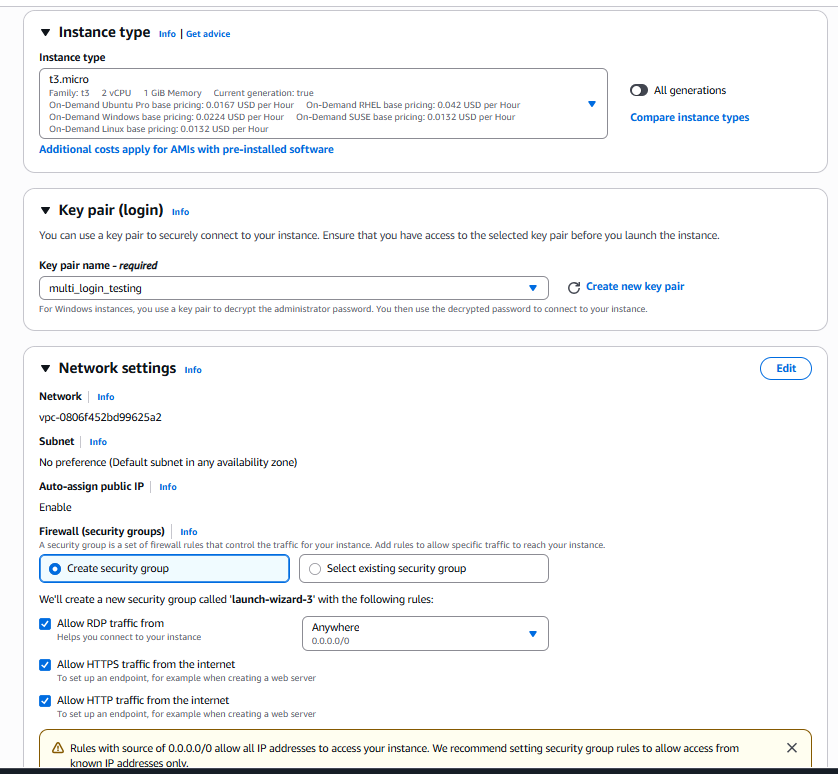 Instance type Info | Get advice
Instance type
t3.micro
Family: t3 2 vCPU 1 GiB Memory Current generation: true
On-Demand Ubuntu Pro base pricing: 0.0167 USD per Hour On-Demand RHEL base pricing: 0.042 USD per Hour
On-Demand Windows base pricing: 0.0224 USD per Hour On-Demand SUSE base pricing: 0.0132 USD per Hour
On-Demand Linux base pricing: 0.0132 USD per Hour
All generations
Compare instance types
Additional costs apply for AMIs with pre-installed software
Key pair (login) Info
You can use a key pair to securely connect to your instance. Ensure that you have access to the selected key pair before you launch the instance.
Key pair name - required
multi_login_testing
Create new key pair
For Windows instances, you use a key pair to decrypt the administrator password. You then use the decrypted password to connect to your instance.
Network settings Info
Edit
Network Info
vpc-0806f452bd99625a2
Subnet Info
No preference (Default subnet in any availability zone)
Auto-assign public IP Info
Enable
Firewall (security groups) Info
A security group is a set of firewall rules that control the traffic for your instance. Add rules to allow specific traffic to reach your instance.
Create security group
Select existing security group
We'll create a new security group called 'launch-wizard-3' with the following rules:
Allow RDP traffic from
Helps you connect to your instance
Anywhere
0.0.0.0/0
Allow HTTPS traffic from the internet
To set up an endpoint, for example when creating a web server
Allow HTTP traffic from the internet
To set up an endpoint, for example when creating a web server
Rules with source of 0.0.0.0/0 allow all IP addresses to access your instance. We recommend setting security group rules to allow access from
known IP addresses only.